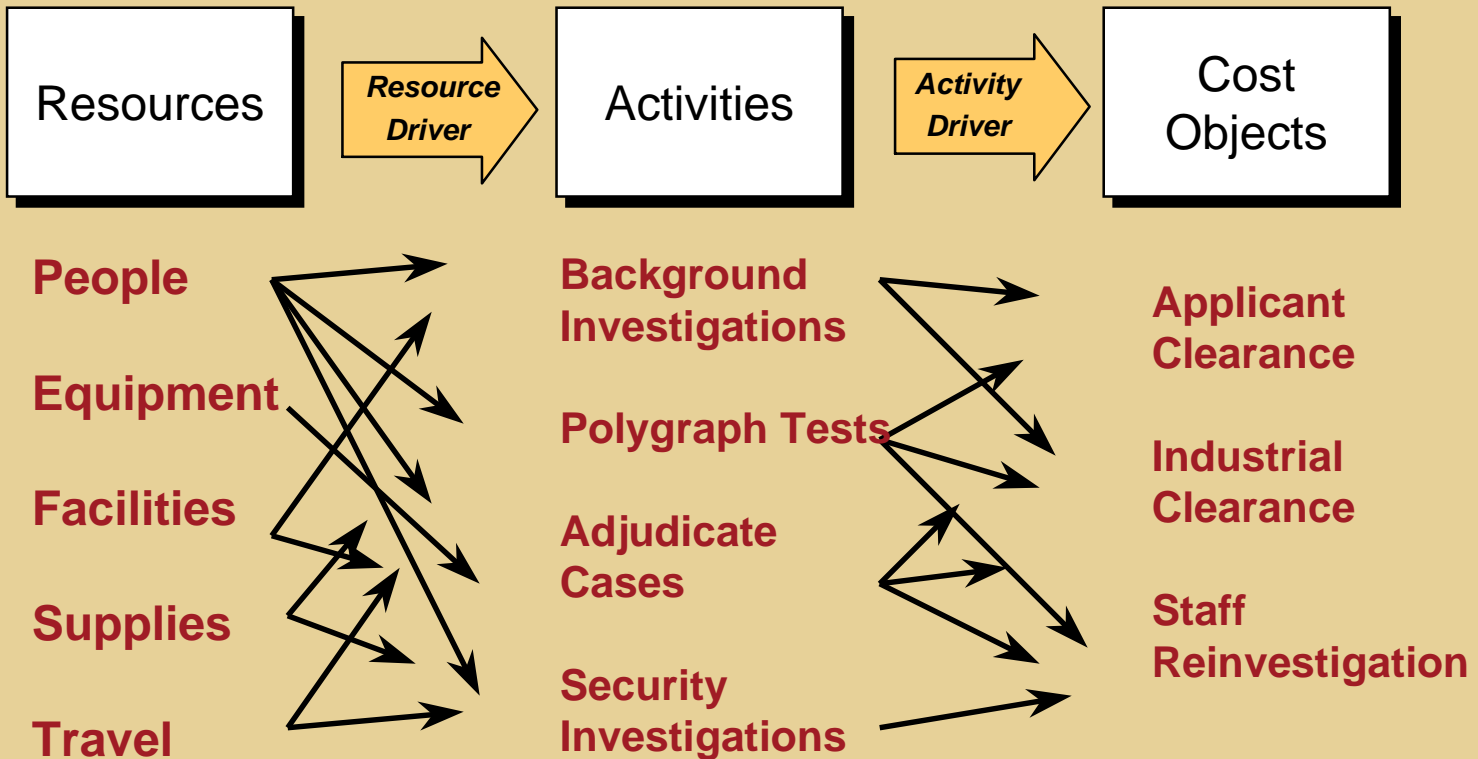 Resources
Resource
Driver
Activities
Activity
Driver
Cost
Objects
People
Equipment
Facilities
Supplies
Travel
Background
Investigations
Polygraph Tests
Adjudicate
Cases
Security
Investigations
Applicant
Clearance
Industrial
Clearance
Staff
Reinvestigation